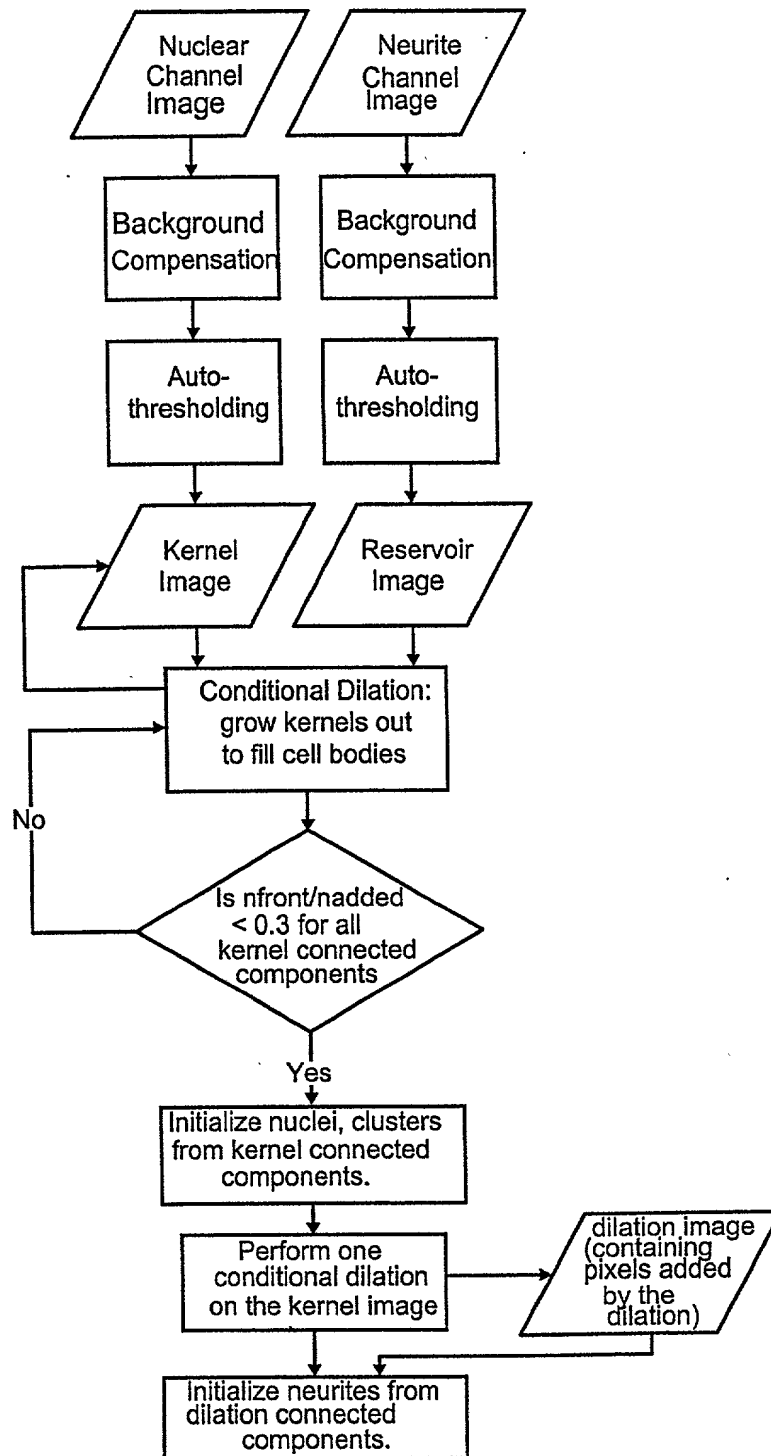 Nuclear
Channel
Image
Neurite
Channel
Image
Background
Compensation
Background
Compensation
Auto-
thresholding
Auto-
thresholding
Kernel
Image
Reservoir
Image
Conditional Dilation:
grow kernels out
to fill cell bodies
No
Is nfront/nadded
< 0.3 for all
kernel connected
components
Yes
Initialize nuclei, clusters
from kernel connected
components.
Perform one
conditional dilation
on the kernel image
dilation image
(containing
pixels added
by the
dilation)
Initialize neurites from
dilation connected
components.